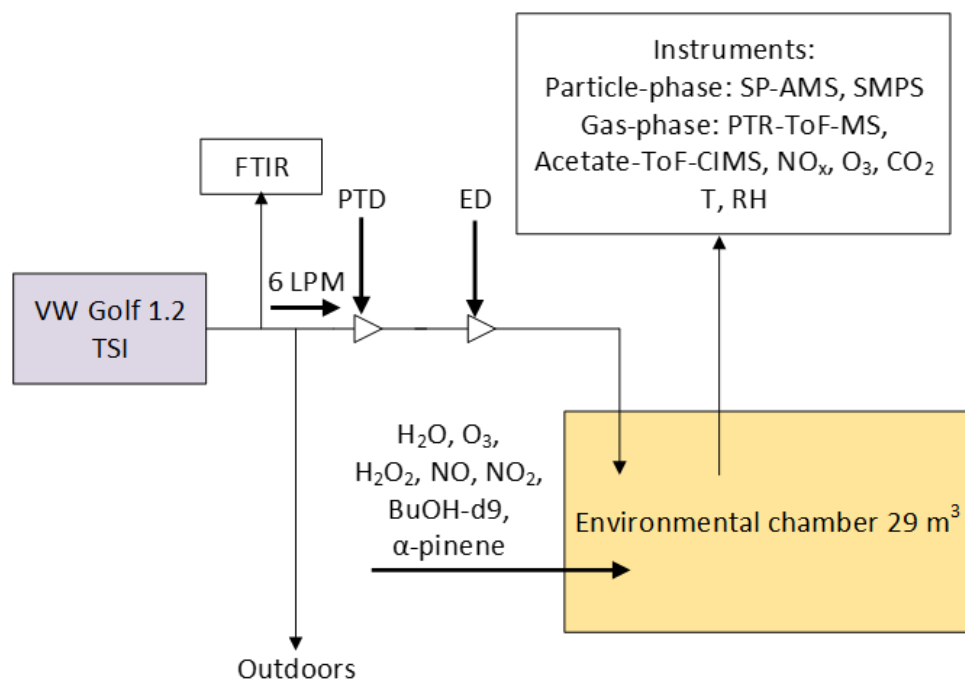 Instruments:
Particle-phase: SP-AMS, SMPS
Gas-phase: PTR-ToF-MS,
Acetate-ToF-CIMS, NOₓ, O₃, CO₂
T, RH
FTIR
PTD
ED
6 LPM
VW Golf 1.2
TSI
H₂O, O₃,
H₂O₂, NO, NO₂,
BuOH-d9,
α-pinene
Environmental chamber 29 m³
Outdoors